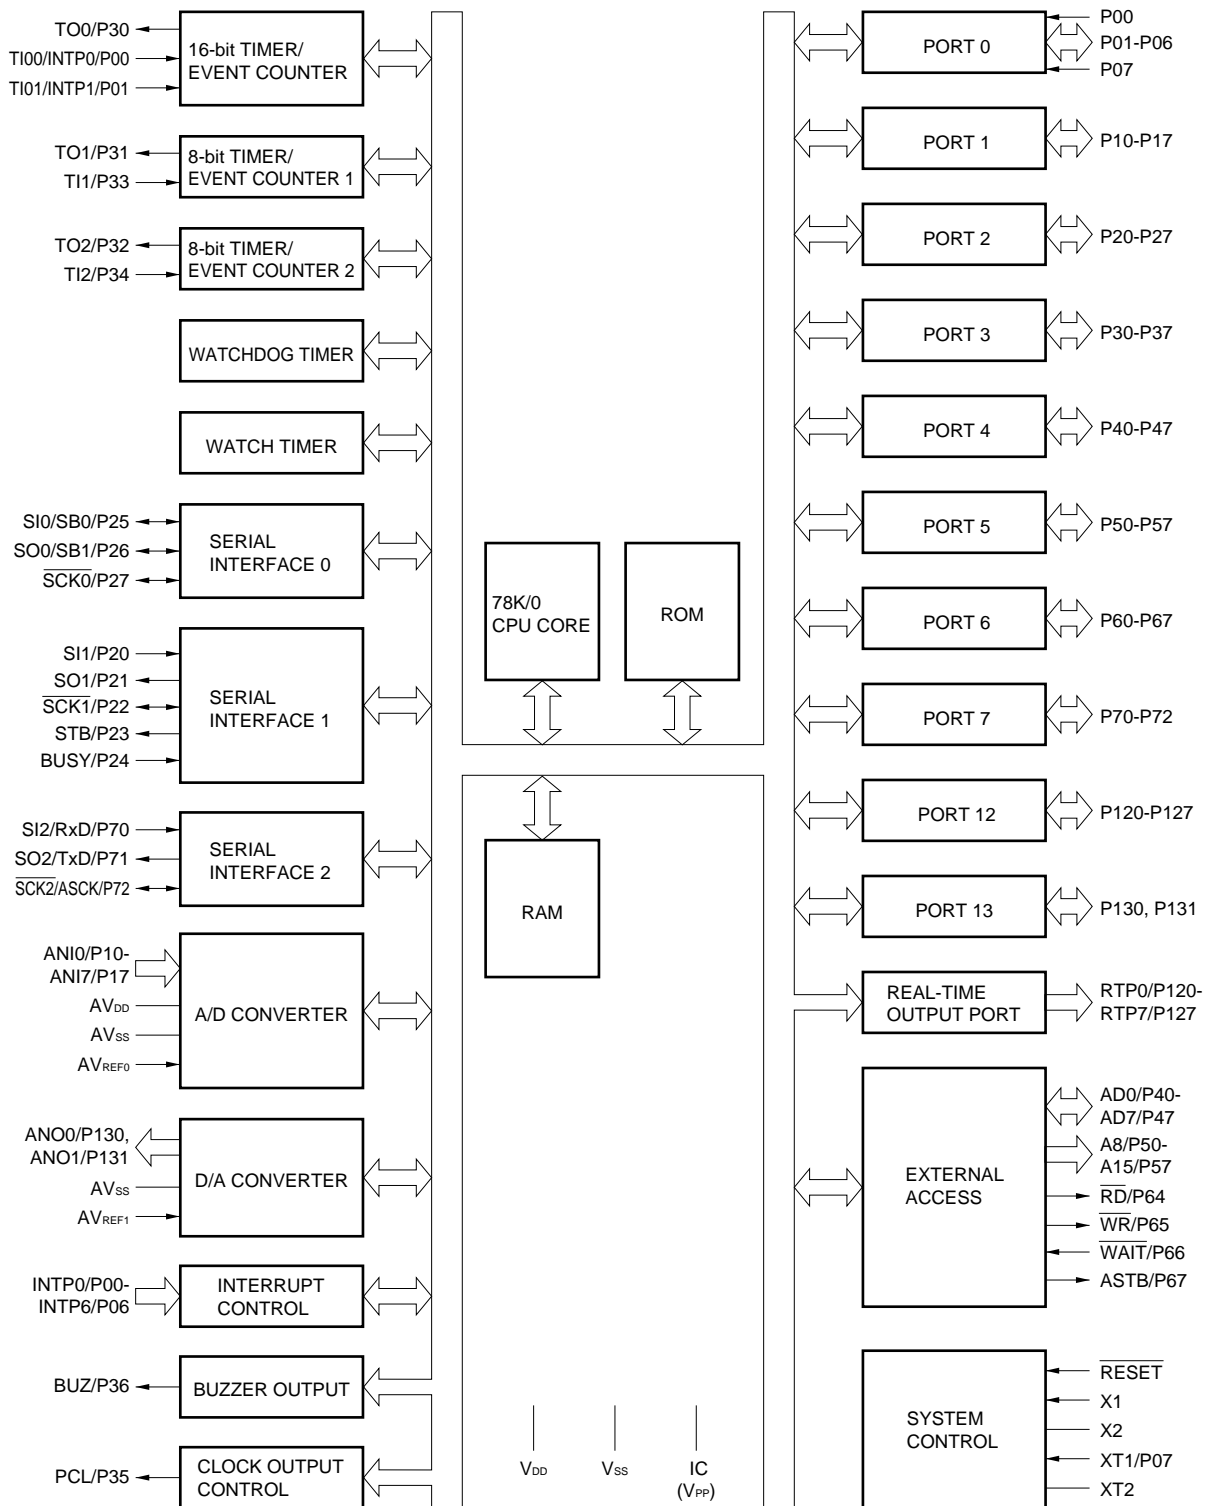 TO0/P30
TI00/INTP0/P00
TI01/INTP1/P01
16-bit TIMER/
EVENT COUNTER
TO1/P31
TI1/P33
8-bit TIMER/
EVENT COUNTER 1
TO2/P32
TI2/P34
8-bit TIMER/
EVENT COUNTER 2
WATCHDOG TIMER
WATCH TIMER
SI0/SB0/P25
SO0/SB1/P26
SCK0/P27
SERIAL
INTERFACE 0
SI1/P20
SO1/P21
SCK1/P22
STB/P23
BUSY/P24
SERIAL
INTERFACE 1
SI2/RxD/P70
SO2/TxD/P71
SCK2/ASCK/P72
SERIAL
INTERFACE 2
ANI0/P10-
ANI7/P17
AVDD
AVSS
AVREF0
A/D CONVERTER
ANO0/P130,
ANO1/P131
AVSS
AVREF1
D/A CONVERTER
INTP0/P00-
INTP6/P06
INTERRUPT
CONTROL
BUZ/P36
BUZZER OUTPUT
PCL/P35
CLOCK OUTPUT
CONTROL
78K/0
CPU CORE
ROM
RAM
VDD
VSS
IC
(VPP)
PORT 0
P00
P01-P06
P07
PORT 1
P10-P17
PORT 2
P20-P27
PORT 3
P30-P37
PORT 4
P40-P47
PORT 5
P50-P57
PORT 6
P60-P67
PORT 7
P70-P72
PORT 12
P120-P127
PORT 13
P130, P131
REAL-TIME
OUTPUT PORT
RTP0/P120-
RTP7/P127
EXTERNAL
ACCESS
AD0/P40-
AD7/P47
A8/P50-
A15/P57
RD/P64
WR/P65
WAIT/P66
ASTB/P67
SYSTEM
CONTROL
RESET
X1
X2
XT1/P07
XT2